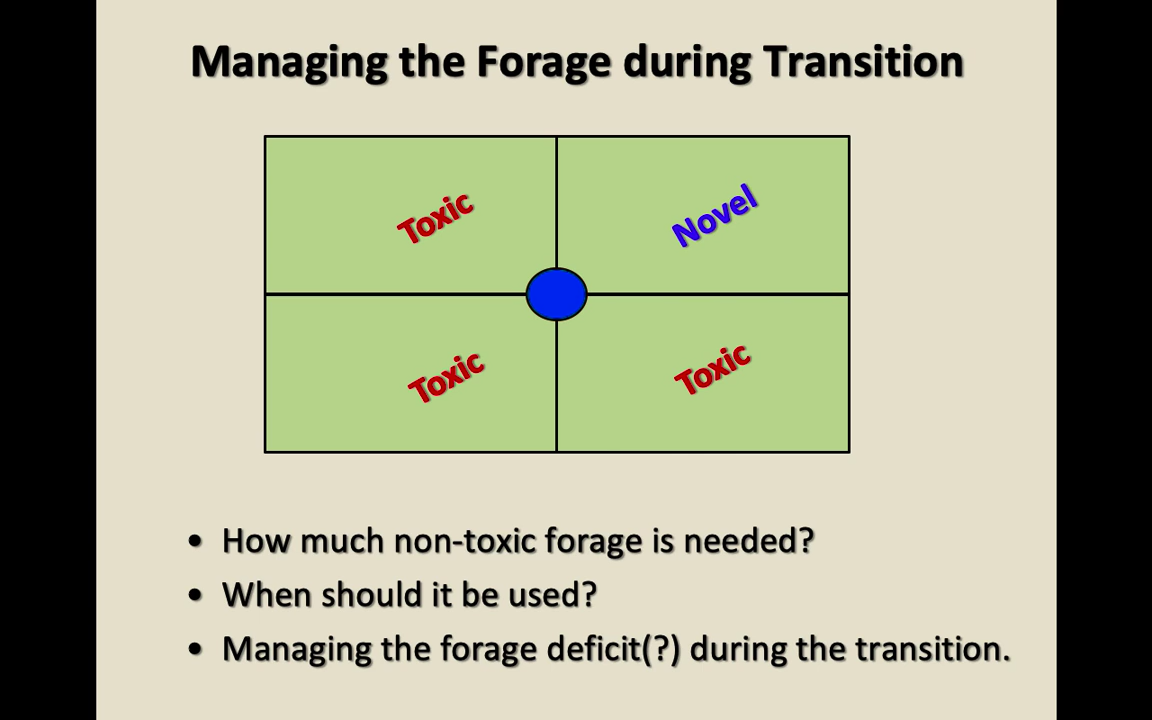 Managing the Forage during Transition
Toxic
Novel
Toxic
Toxic
• How much non-toxic forage is needed?
• When should it be used?
• Managing the forage deficit(?) during the transition.